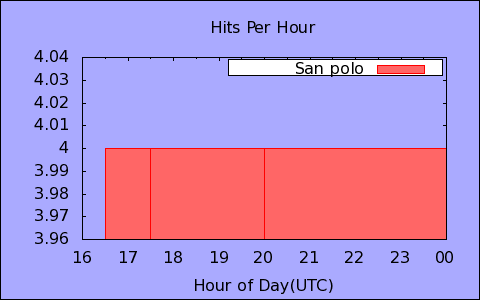 Hits Per Hour
4.04
San polo
4.03
4.02
4.01
4
3.99
3.98
3.97
3.96
16 17 18 19 20 21 22 23 00
Hour of Day(UTC)